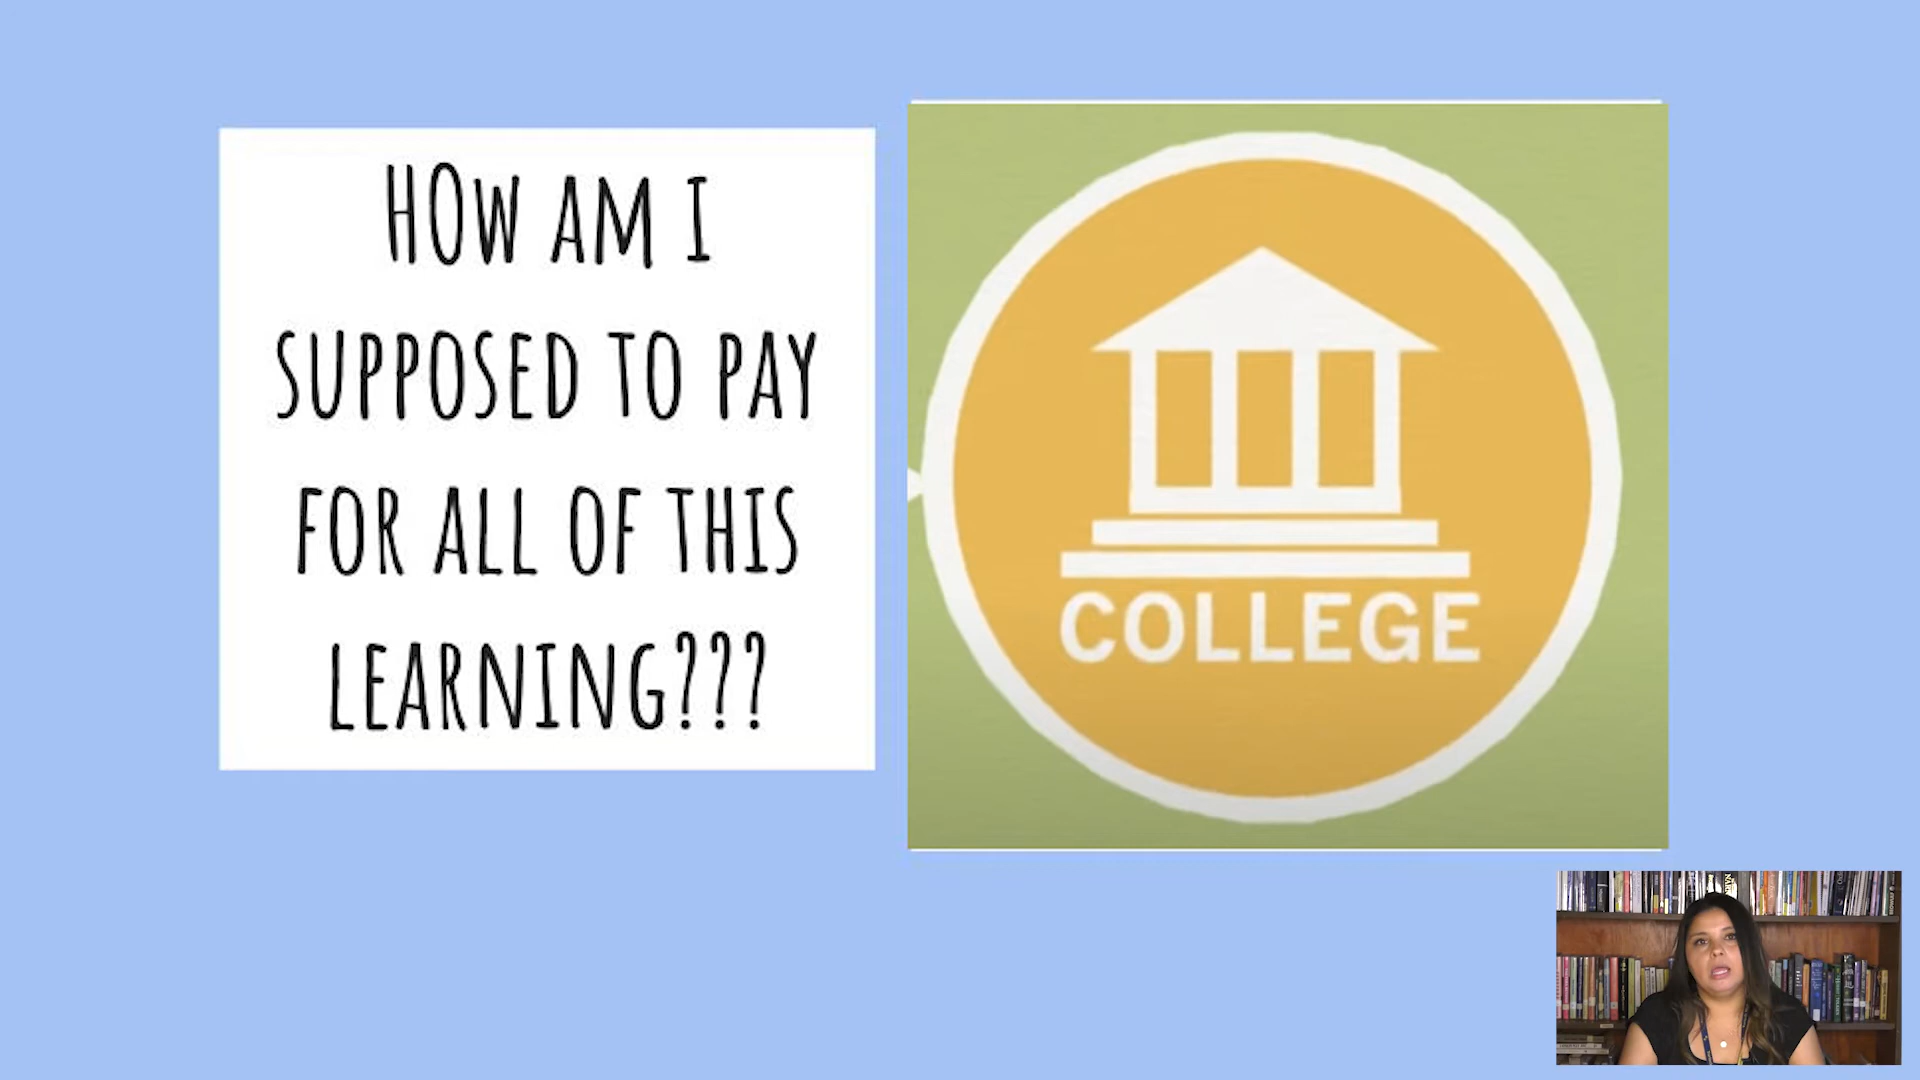 HOW AM I
SUPPOSED TO PAY
FOR ALL OF THIS
LEARNING???
COLLEGE